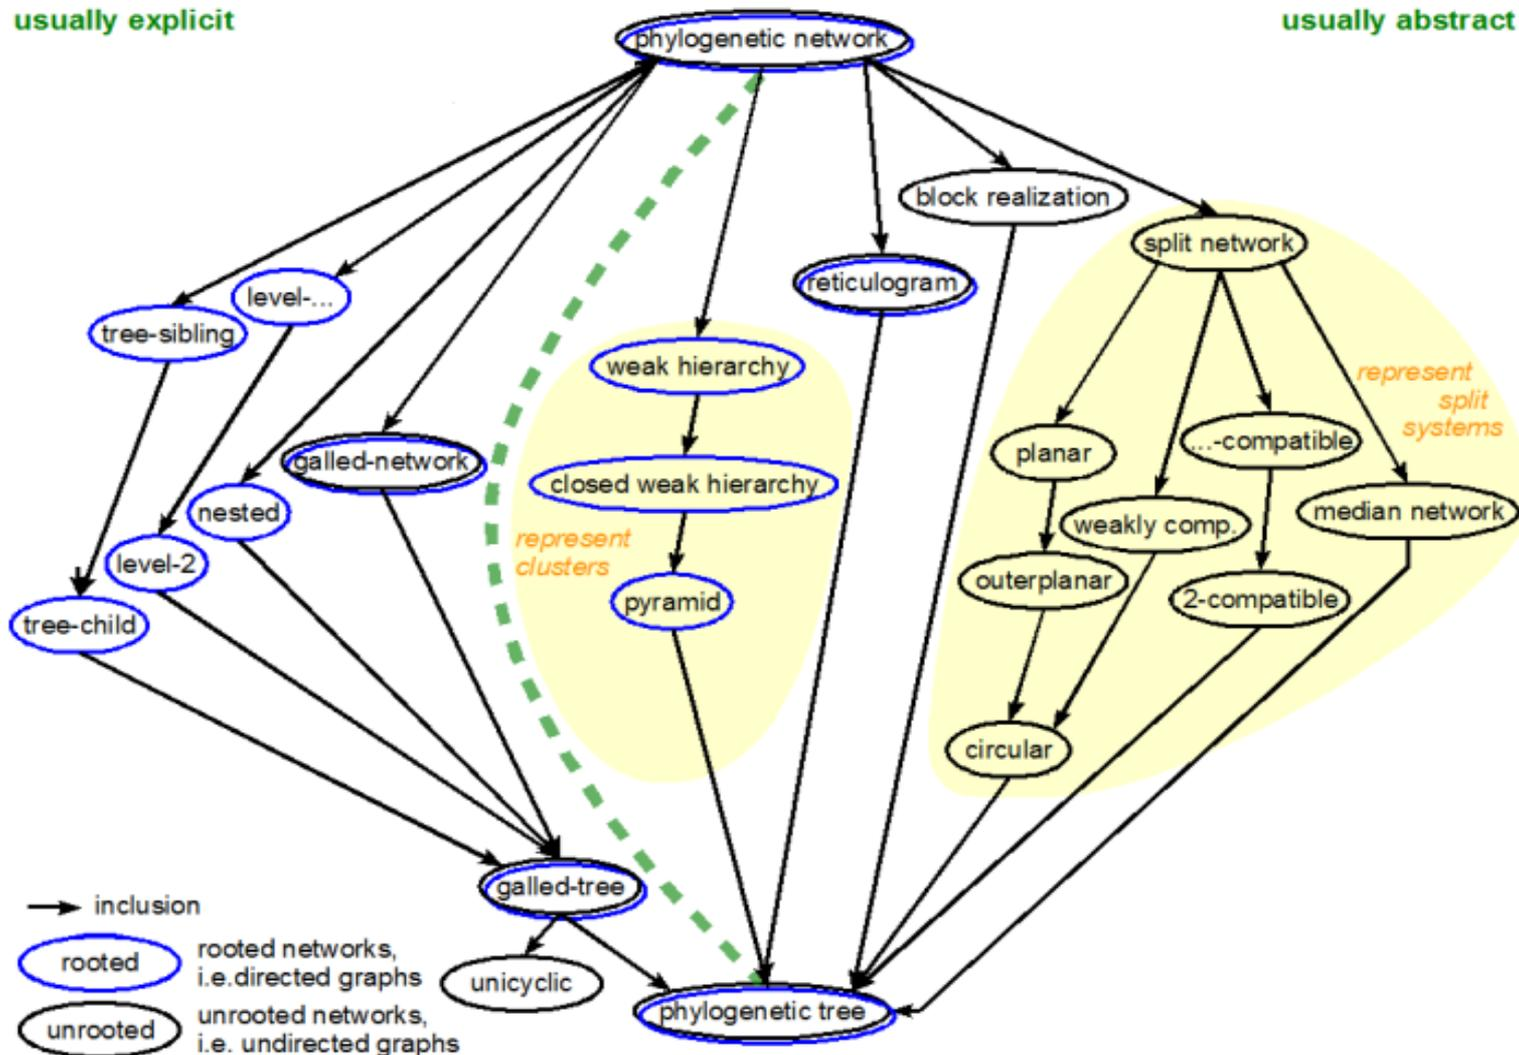 usually explicit
usually abstract
phylogenetic network
block realization
split network
level-...
reticulogram
tree-sibling
weak hierarchy
represent
split
systems
galled-network
planar
...-compatible
closed weak hierarchy
nested
weakly comp.
median network
represent
clusters
level-2
outerplanar
pyramid
2-compatible
tree-child
circular
galled-tree
inclusion
rooted
rooted networks,
i.e.directed graphs
unicyclic
phylogenetic tree
unrooted
unrooted networks,
i.e. undirected graphs